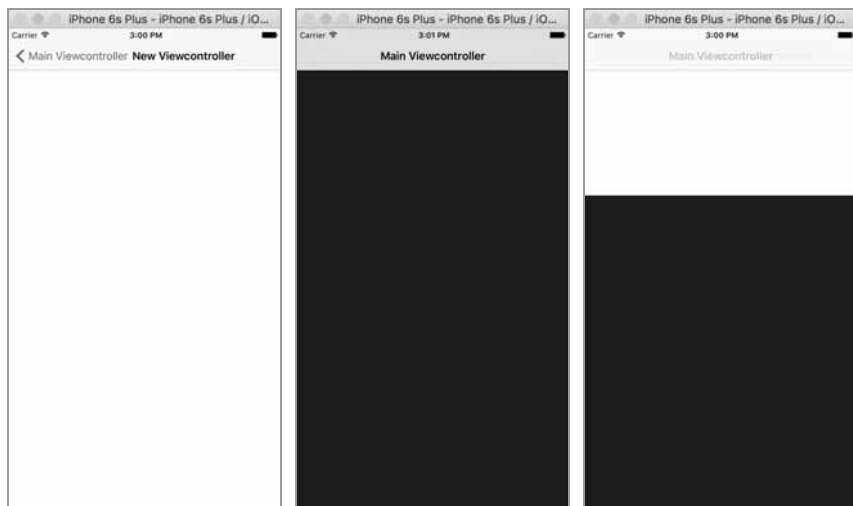 iPhone 6s Plus - iPhone 6s Plus / iO...
Carrier 3:00 PM
Main Viewcontroller New Viewcontroller
iPhone 6s Plus - iPhone 6s Plus / iO...
Carrier 3:01 PM
Main Viewcontroller
iPhone 6s Plus - iPhone 6s Plus / iO...
Carrier 3:00 PM
Main Viewcontroller